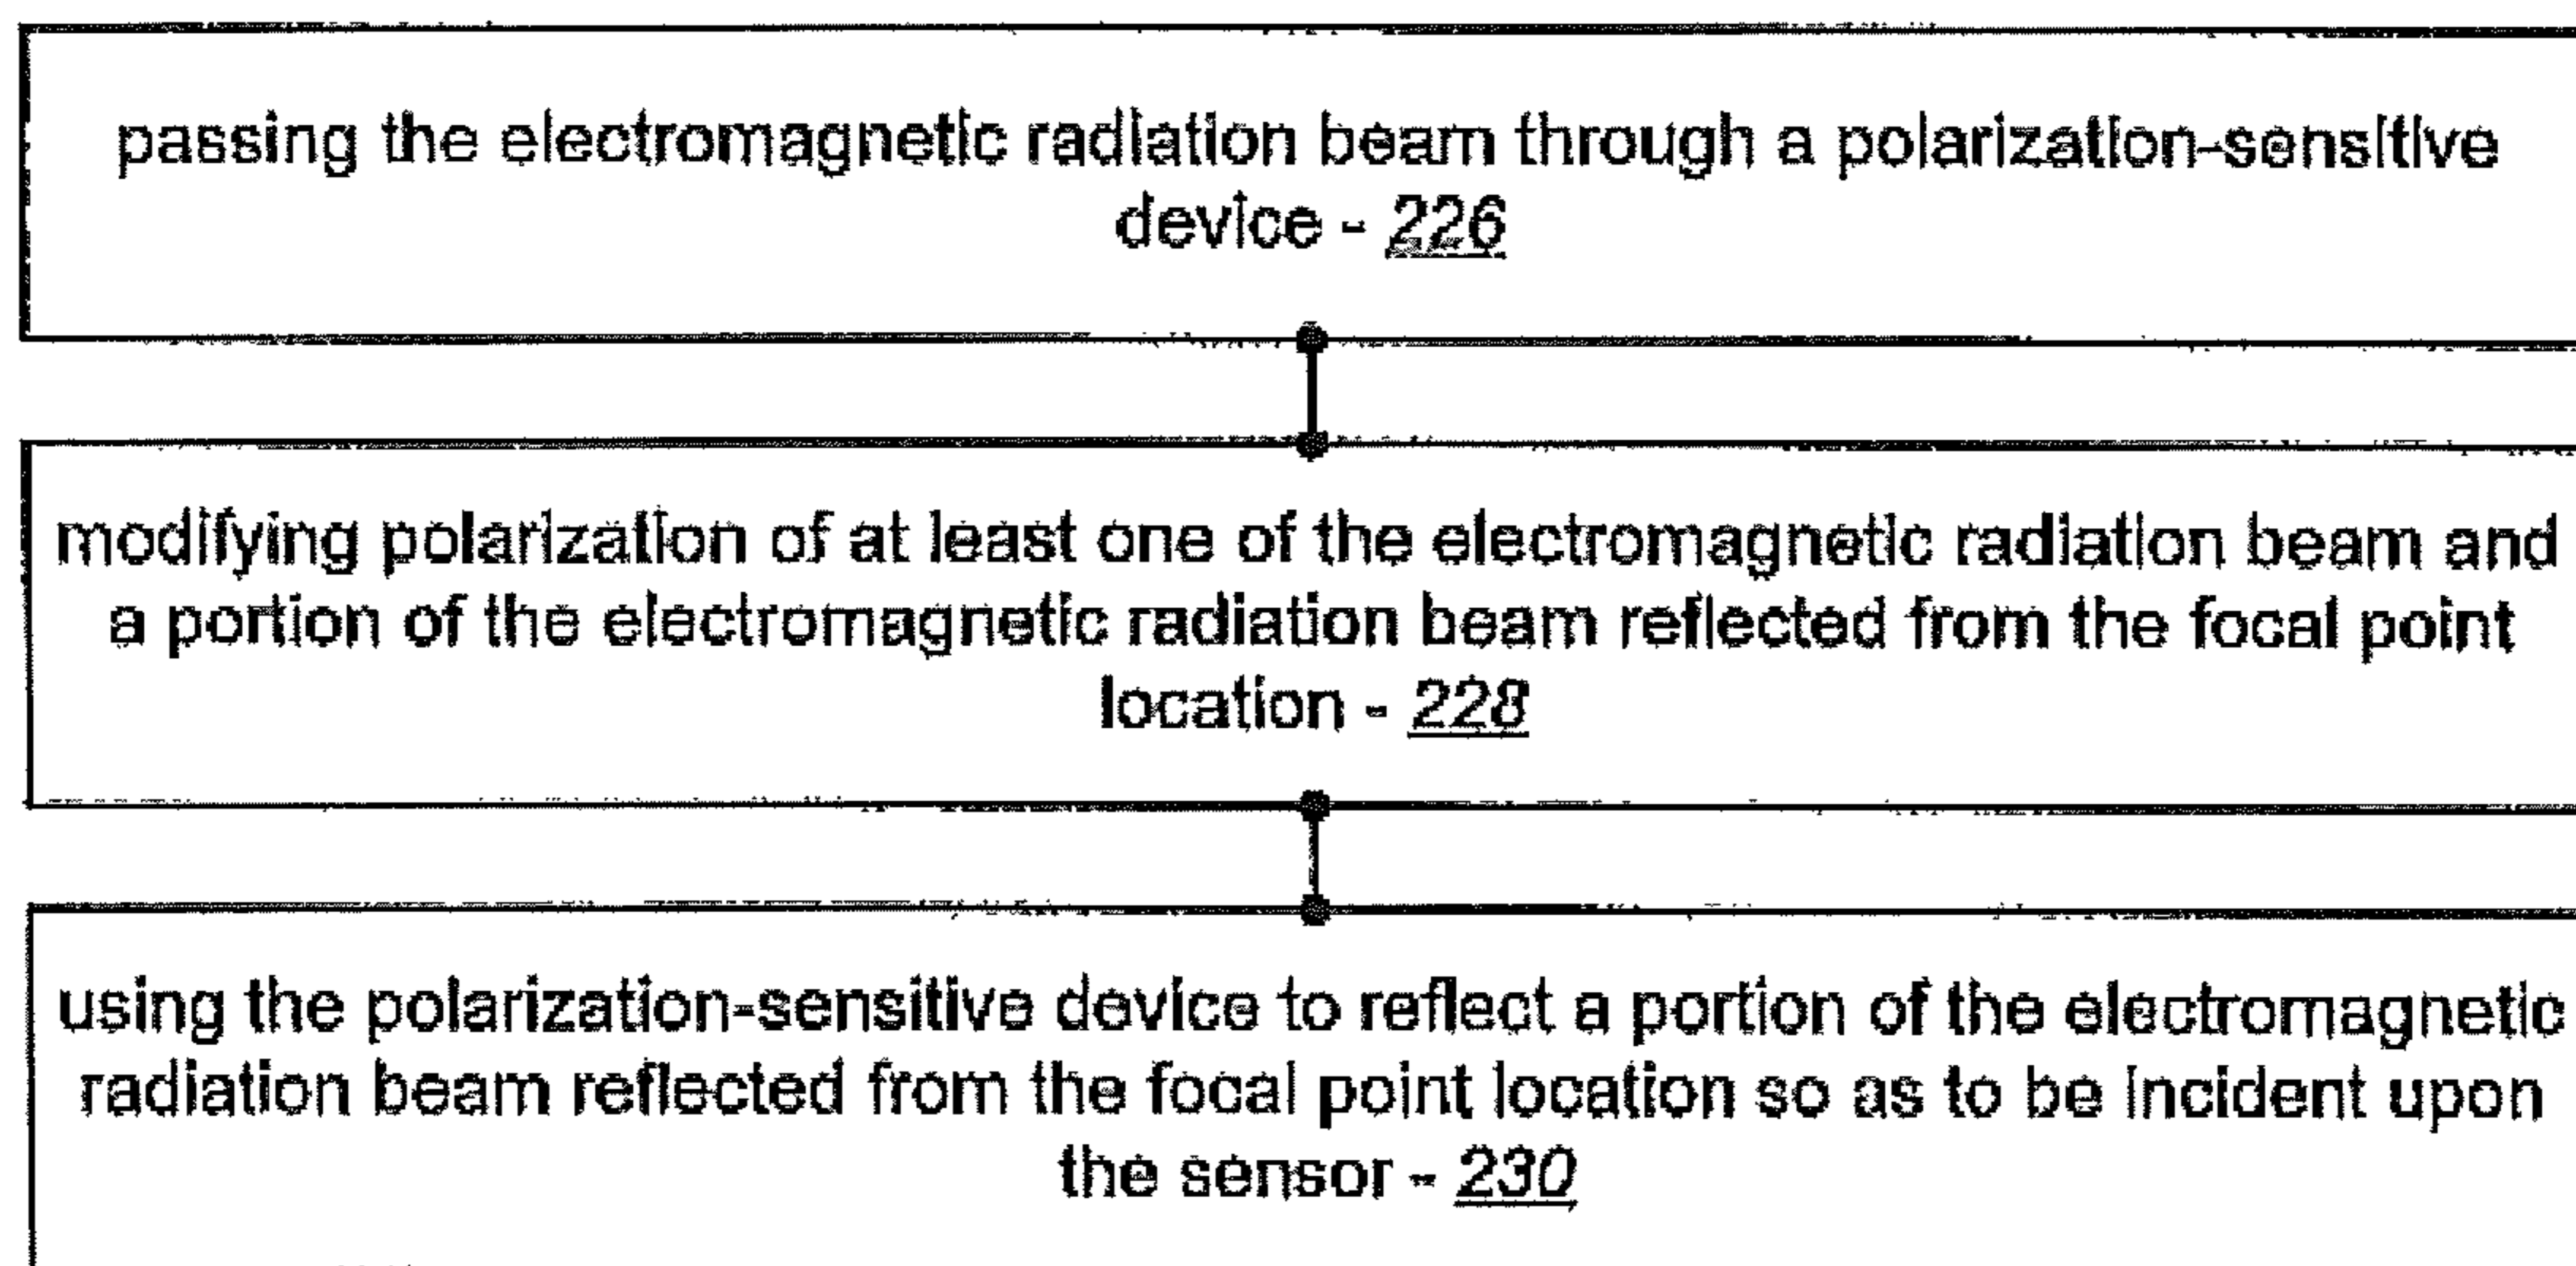 passing the electromagnetic radiation beam through a polarization-sensitive
device - 226
modifying polarization of at least one of the electromagnetic radiation beam and
a portion of the electromagnetic radiation beam reflected from the focal point
location - 228
using the polarization-sensitive device to reflect a portion of the electromagnetic
radiation beam reflected from the focal point location so as to be incident upon
the sensor - 230